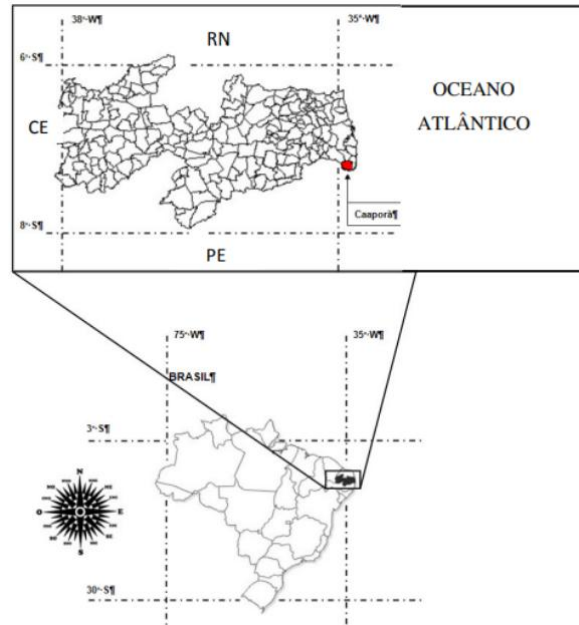 38°-W¶
35°-W¶
RN
6°-S¶
OCEANO
ATLÂNTICO
CE
Caaporã¶
8°-S¶
PE
75°-W¶
35°-W¶
BRASIL¶
3°-S¶
N
O
E
S
30°-S¶